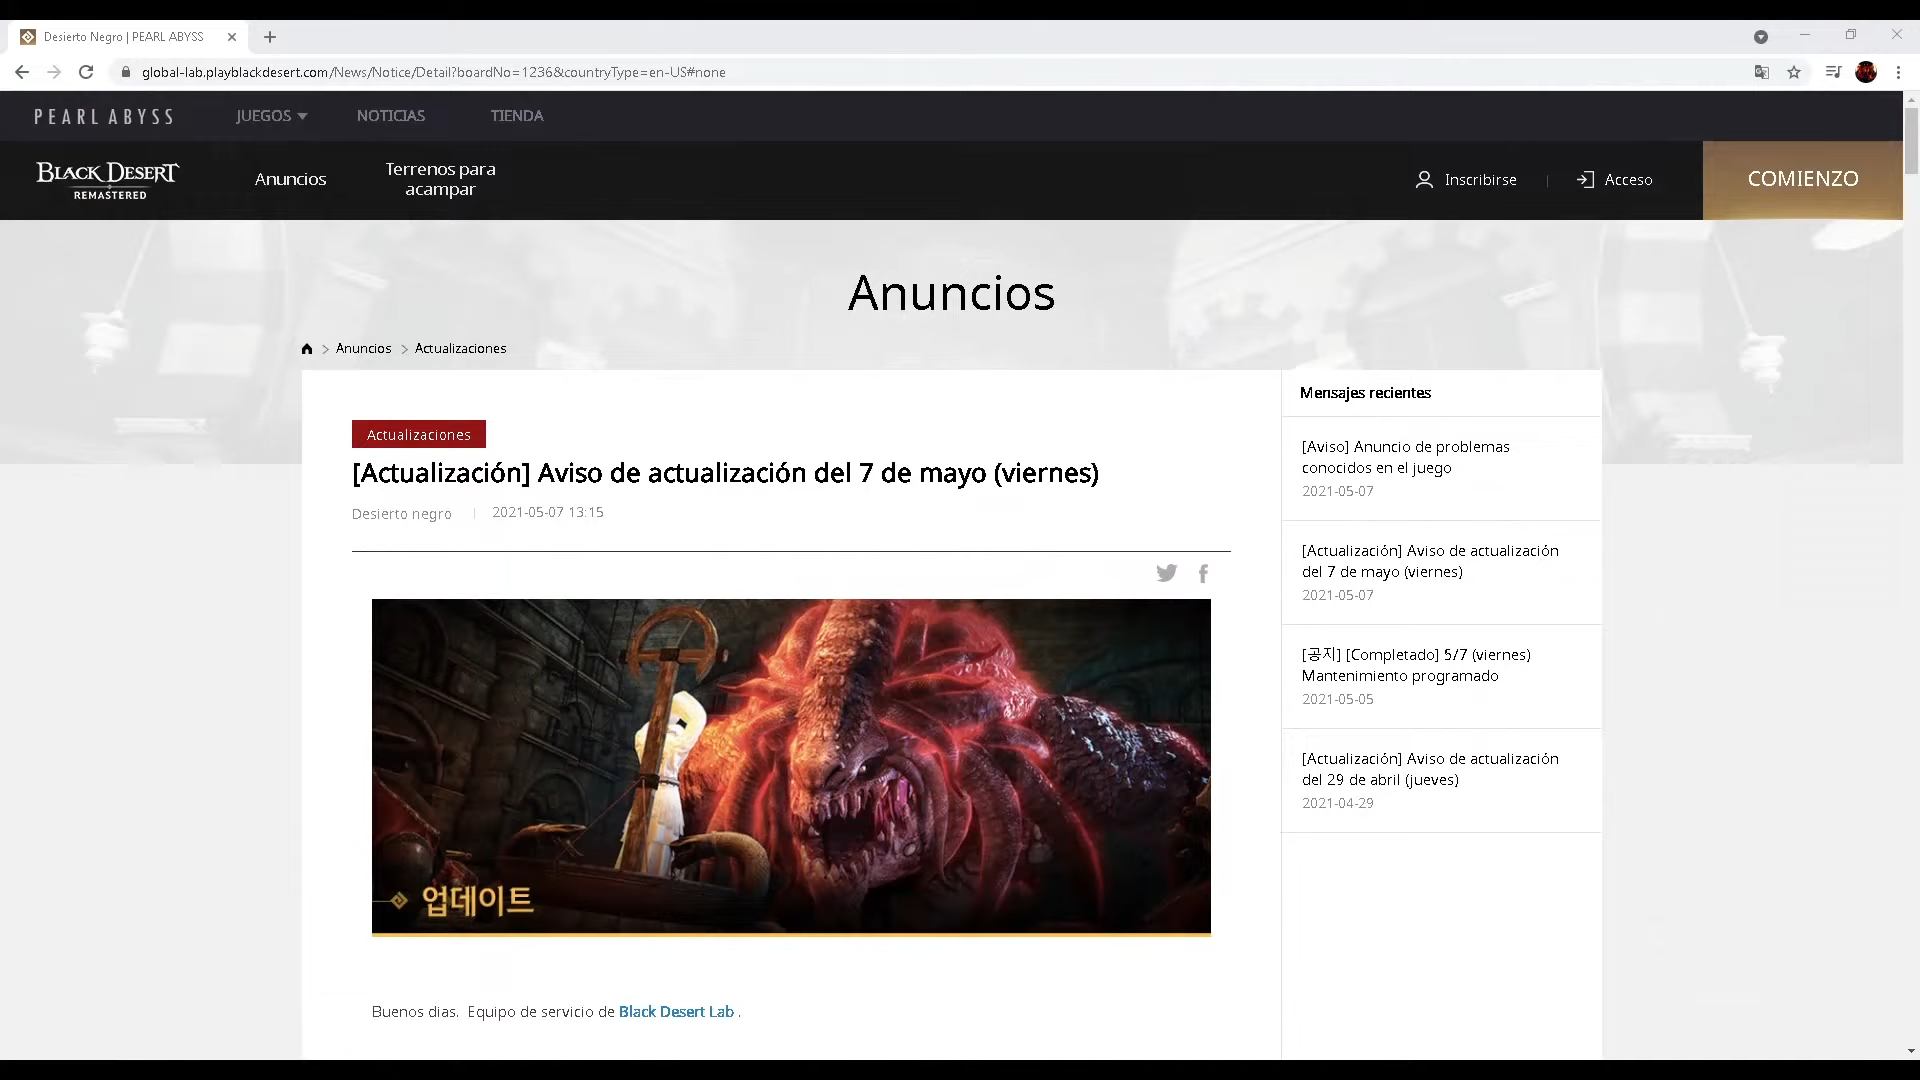 Desierto Negro | PEARL ABYSS
global-lab.playblackdesert.com/News/Notice/Detail?boardNo=1236&countryType=en-US#none
PEARL ABYSS
JUEGOS
NOTICIAS
TIENDA
BLACK DESERT
REMASTERED
Anuncios
Terrenos para
acampar
Inscribirse
Acceso
COMIENZO
Anuncios
Anuncios
Actualizaciones
Actualizaciones
[Actualización] Aviso de actualización del 7 de mayo (viernes)
Desierto negro
2021-05-07 13:15
업데이트
Buenos dias. Equipo de servicio de Black Desert Lab .
Mensajes recientes
[Aviso] Anuncio de problemas
conocidos en el juego
2021-05-07
[Actualización] Aviso de actualización
del 7 de mayo (viernes)
2021-05-07
[공지] [Completado] 5/7 (viernes)
Mantenimiento programado
2021-05-05
[Actualización] Aviso de actualización
del 29 de abril (jueves)
2021-04-29